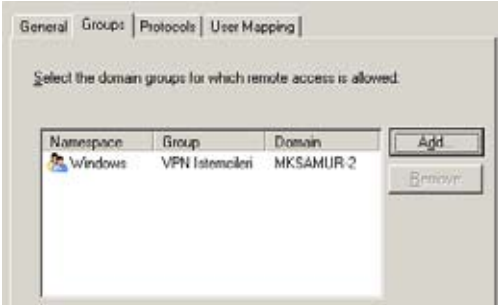 General Groups Protocols User Mapping
Select the domain groups for which remote access is allowed:
Namespace Group Domain
Windows VPN Istemcileri MKSAMUR-2
Add...
Remove